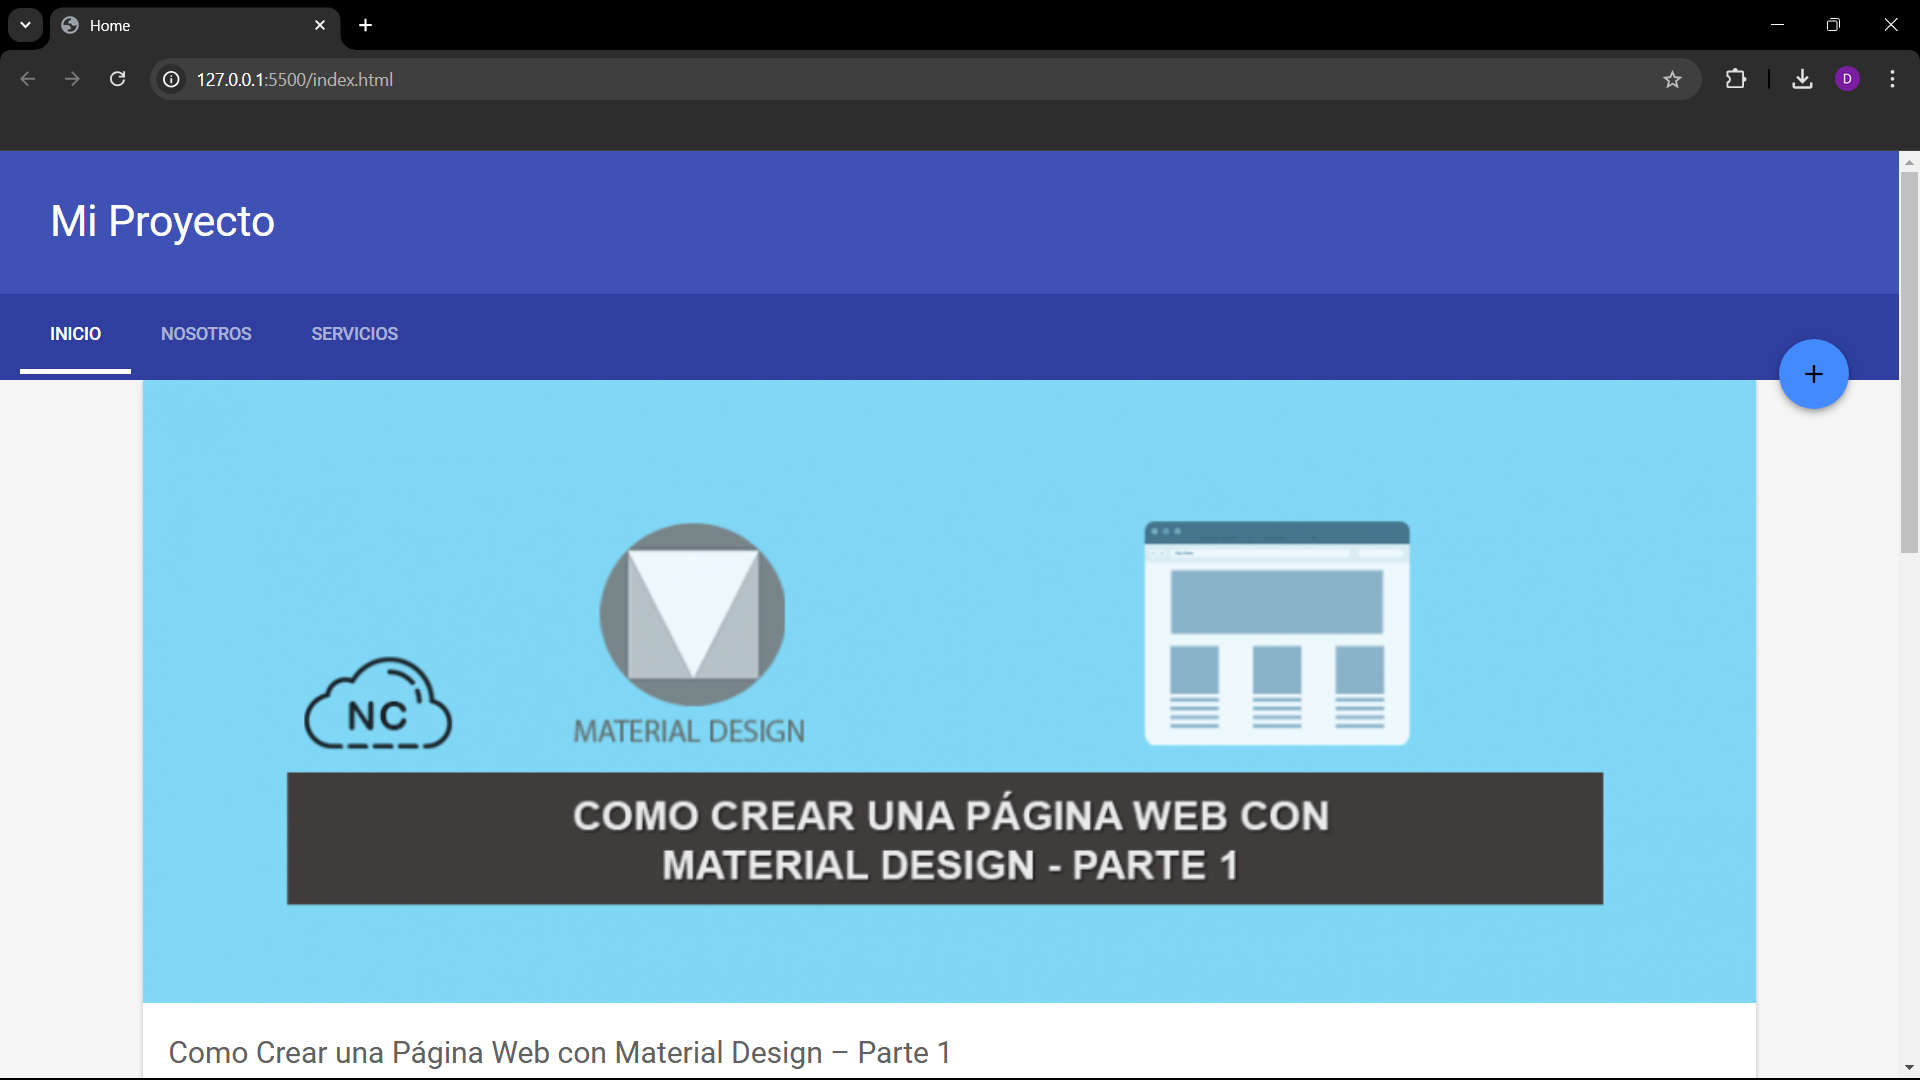 Home
127.0.0.1:5500/index.html
D
Mi Proyecto
INICIO
NOSOTROS
SERVICIOS
NC
MATERIAL DESIGN
COMO CREAR UNA PÁGINA WEB CON
MATERIAL DESIGN - PARTE 1
Como Crear una Página Web con Material Design – Parte 1